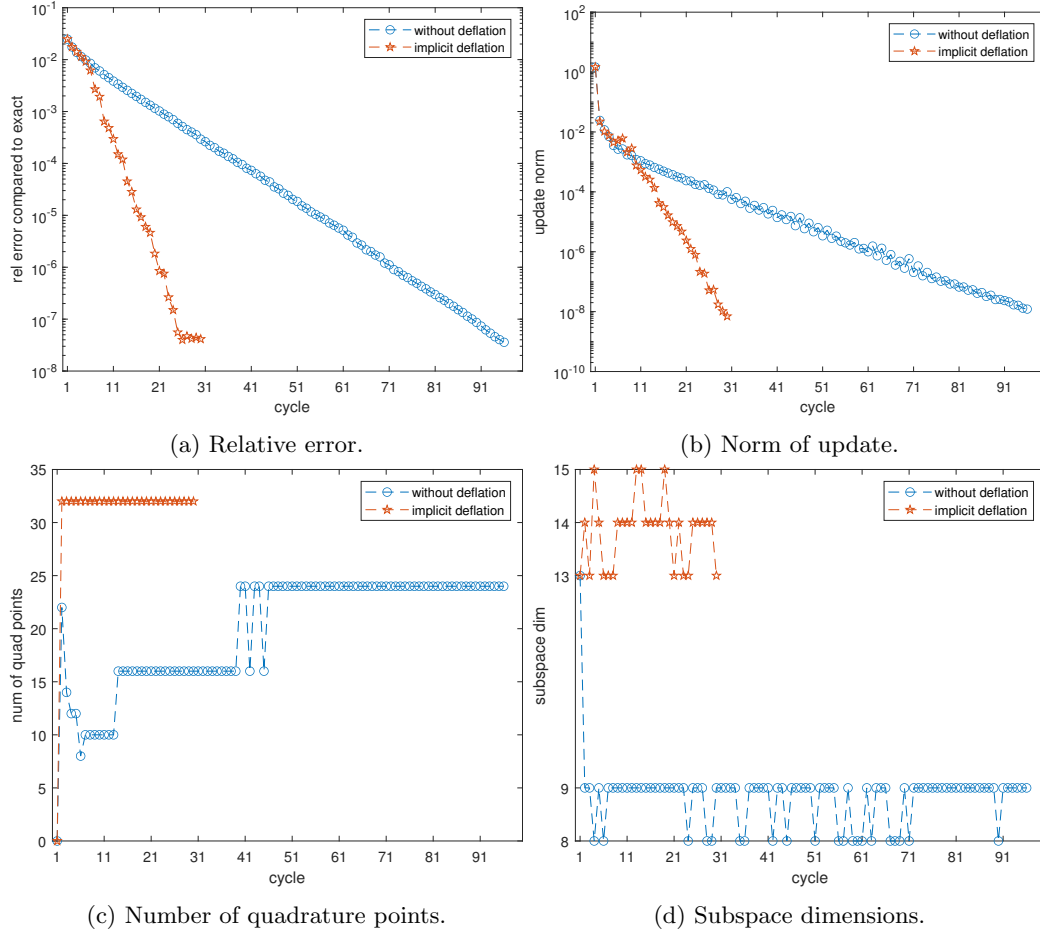 10^-1
10^-2
10^-3
10^-4
10^-5
10^-6
10^-7
10^-8
rel error compared to exact
1 11 21 31 41 51 61 71 81 91
cycle
without deflation
implicit deflation
(a) Relative error.
10^2
10^0
10^-2
10^-4
10^-6
10^-8
10^-10
update norm
1 11 21 31 41 51 61 71 81 91
cycle
without deflation
implicit deflation
(b) Norm of update.
35
30
25
20
15
10
5
0
num of quad points
1 11 21 31 41 51 61 71 81 91
cycle
without deflation
implicit deflation
(c) Number of quadrature points.
15
14
13
9
8
subspace dim
1 11 21 31 41 51 61 71 81 91
cycle
without deflation
implicit deflation
(d) Subspace dimensions.